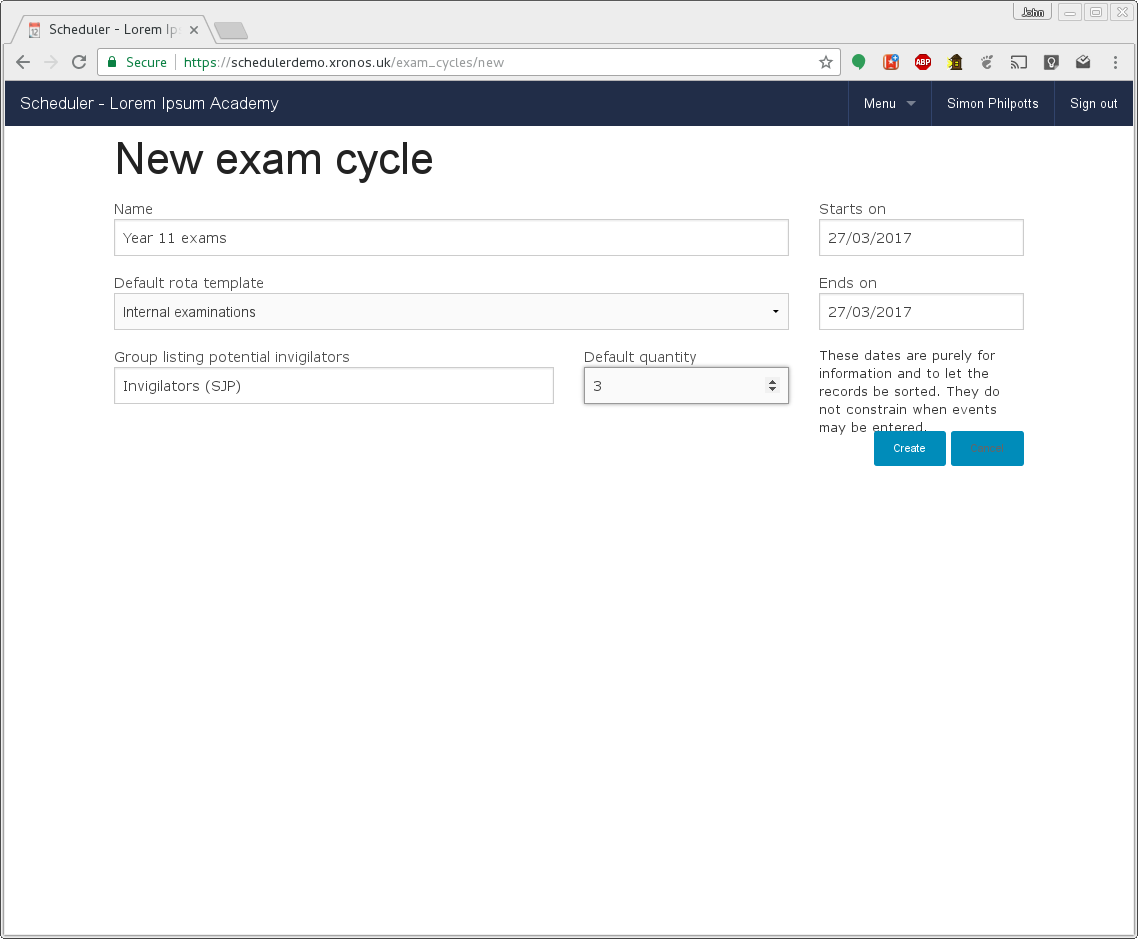 John
Scheduler - Lorem Ip
Secure
https://schedulerdemo.xronos.uk/exam_cycles/new
ABP
12
Scheduler - Lorem Ipsum Academy
Menu
Simon Philpotts
Sign out
New exam cycle
Name
Starts on
Year 11 exams
27/03/2017
Default rota template
Ends on
Internal examinations
27/03/2017
Group listing potential invigilators
Default quantity
Invigilators (SJP)
3
These dates are purely for
information and to let the
records be sorted. They do
not constrain when events
may be entered.
Create
Cancel